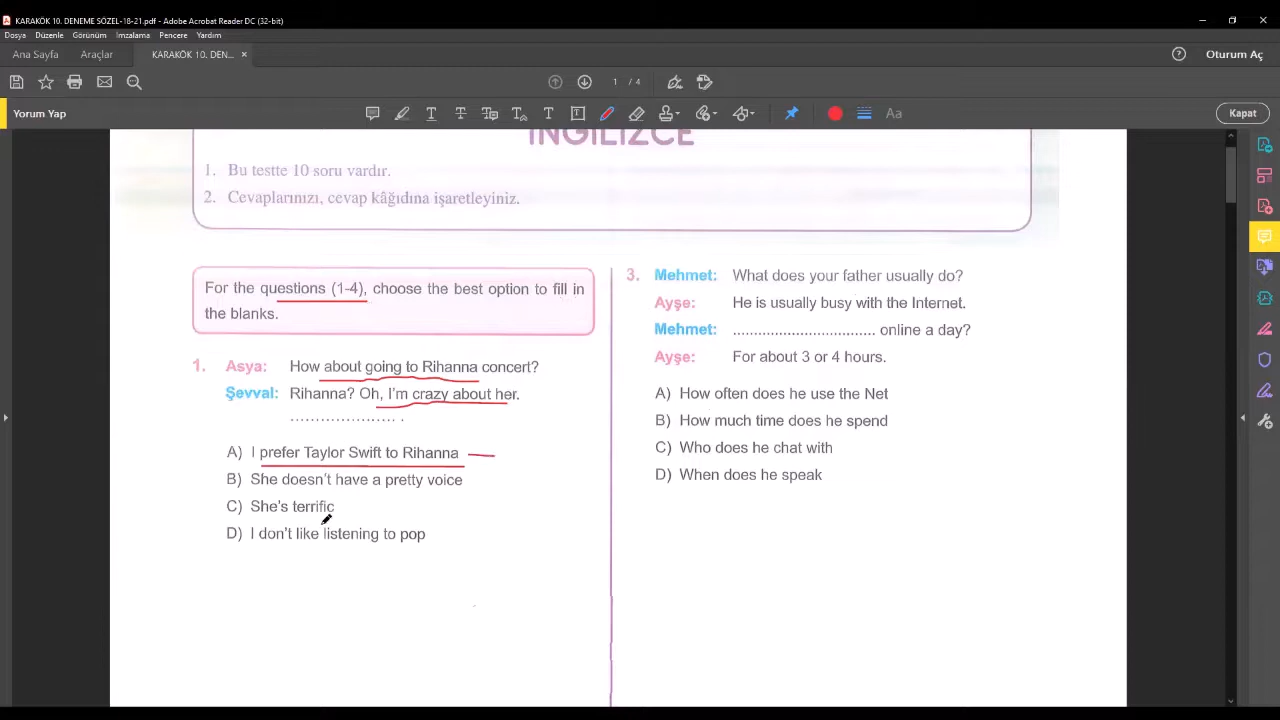 KARAKÖK 10. DENEME SÖZEL-18-21.pdf - Adobe Acrobat Reader DC (32-bit)
Dosya Düzenle Görünüm İmzalama Pencere Yardım
Ana Sayfa Araçlar KARAKÖK 10. DEN... × Oturum Aç
1 / 4
Yorum Yap Aa Kapat
İNGİLİZCE
1. Bu testte 10 soru vardır.
2. Cevaplarınızı, cevap kâğıdına işaretleyiniz.
For the questions (1-4), choose the best option to fill in
the blanks.
1. Asya: How about going to Rihanna concert?
Şevval: Rihanna? Oh, I'm crazy about her.
..................... .
A) I prefer Taylor Swift to Rihanna
B) She doesn't have a pretty voice
C) She's terrific
D) I don't like listening to pop
3. Mehmet: What does your father usually do?
Ayşe: He is usually busy with the Internet.
Mehmet: .................................. online a day?
Ayşe: For about 3 or 4 hours.
A) How often does he use the Net
B) How much time does he spend
C) Who does he chat with
D) When does he speak